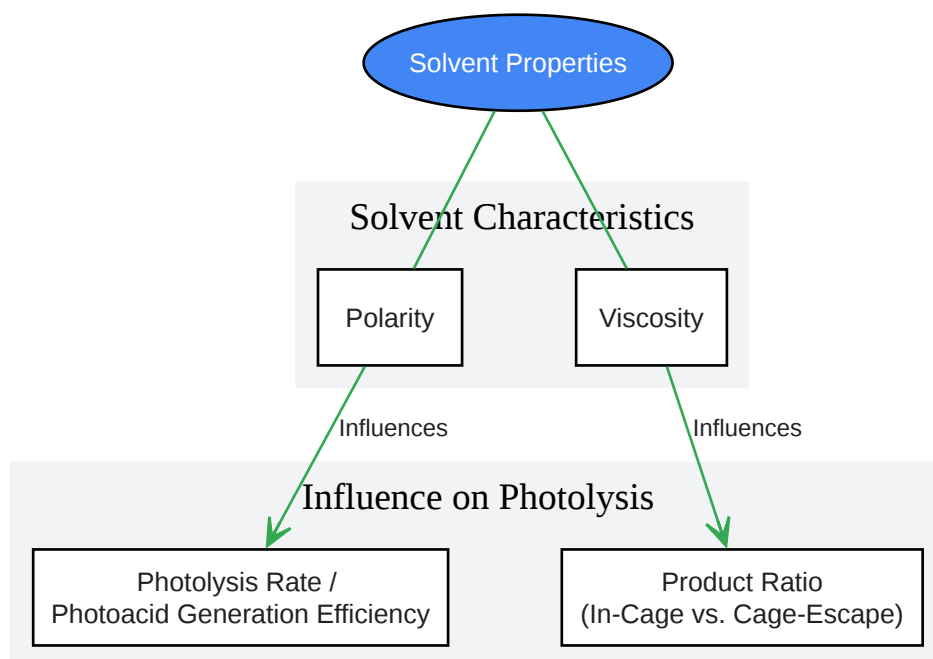 Solvent Properties
Solvent Characteristics
Polarity
Viscosity
Influences
Influences
Influence on Photolysis
Photolysis Rate /
Photoacid Generation Efficiency
Product Ratio
(In-Cage vs. Cage-Escape)